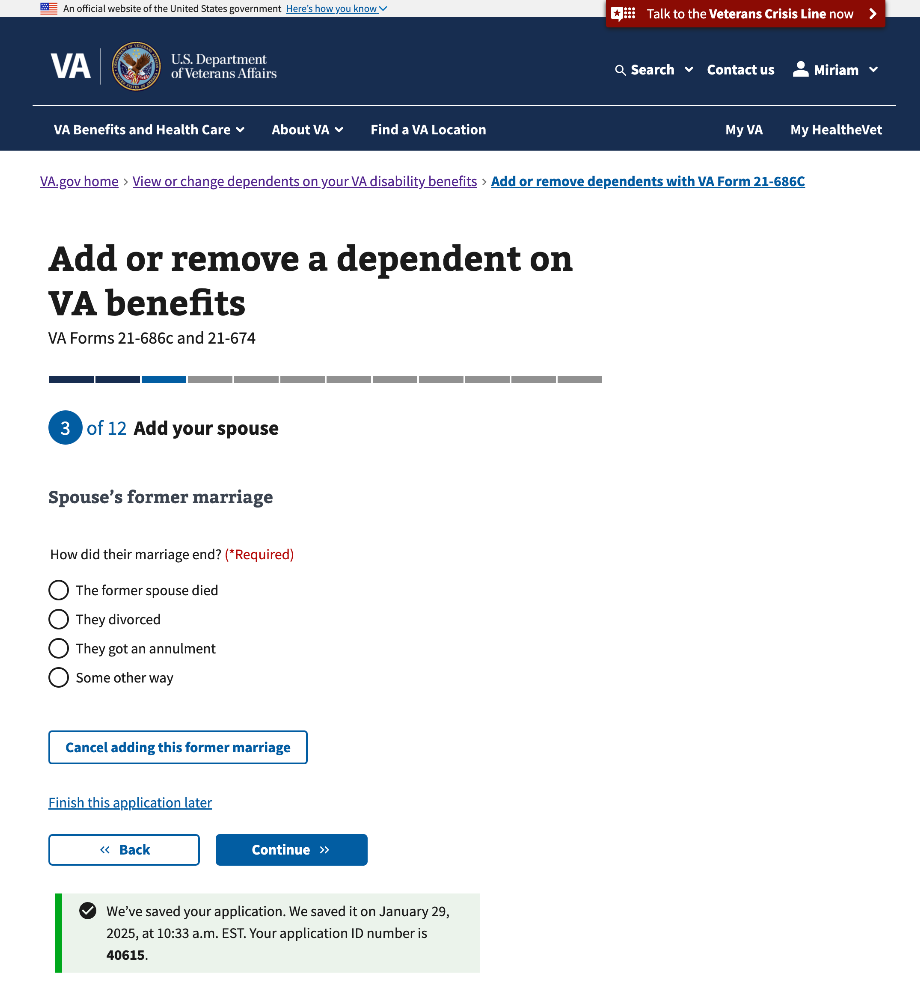 An official website of the United States government Here's how you know
Talk to the Veterans Crisis Line now
VA
U.S. Department
of Veterans Affairs
Search
Contact us
Miriam
VA Benefits and Health Care
About VA
Find a VA Location
My VA
My HealtheVet
VA.gov home › View or change dependents on your VA disability benefits › Add or remove dependents with VA Form 21-686C
Add or remove a dependent on
VA benefits
VA Forms 21-686c and 21-674
3 of 12 Add your spouse
Spouse’s former marriage
How did their marriage end? (*Required)
The former spouse died
They divorced
They got an annulment
Some other way
Cancel adding this former marriage
Finish this application later
« Back
Continue »
We’ve saved your application. We saved it on January 29,
2025, at 10:33 a.m. EST. Your application ID number is
40615.